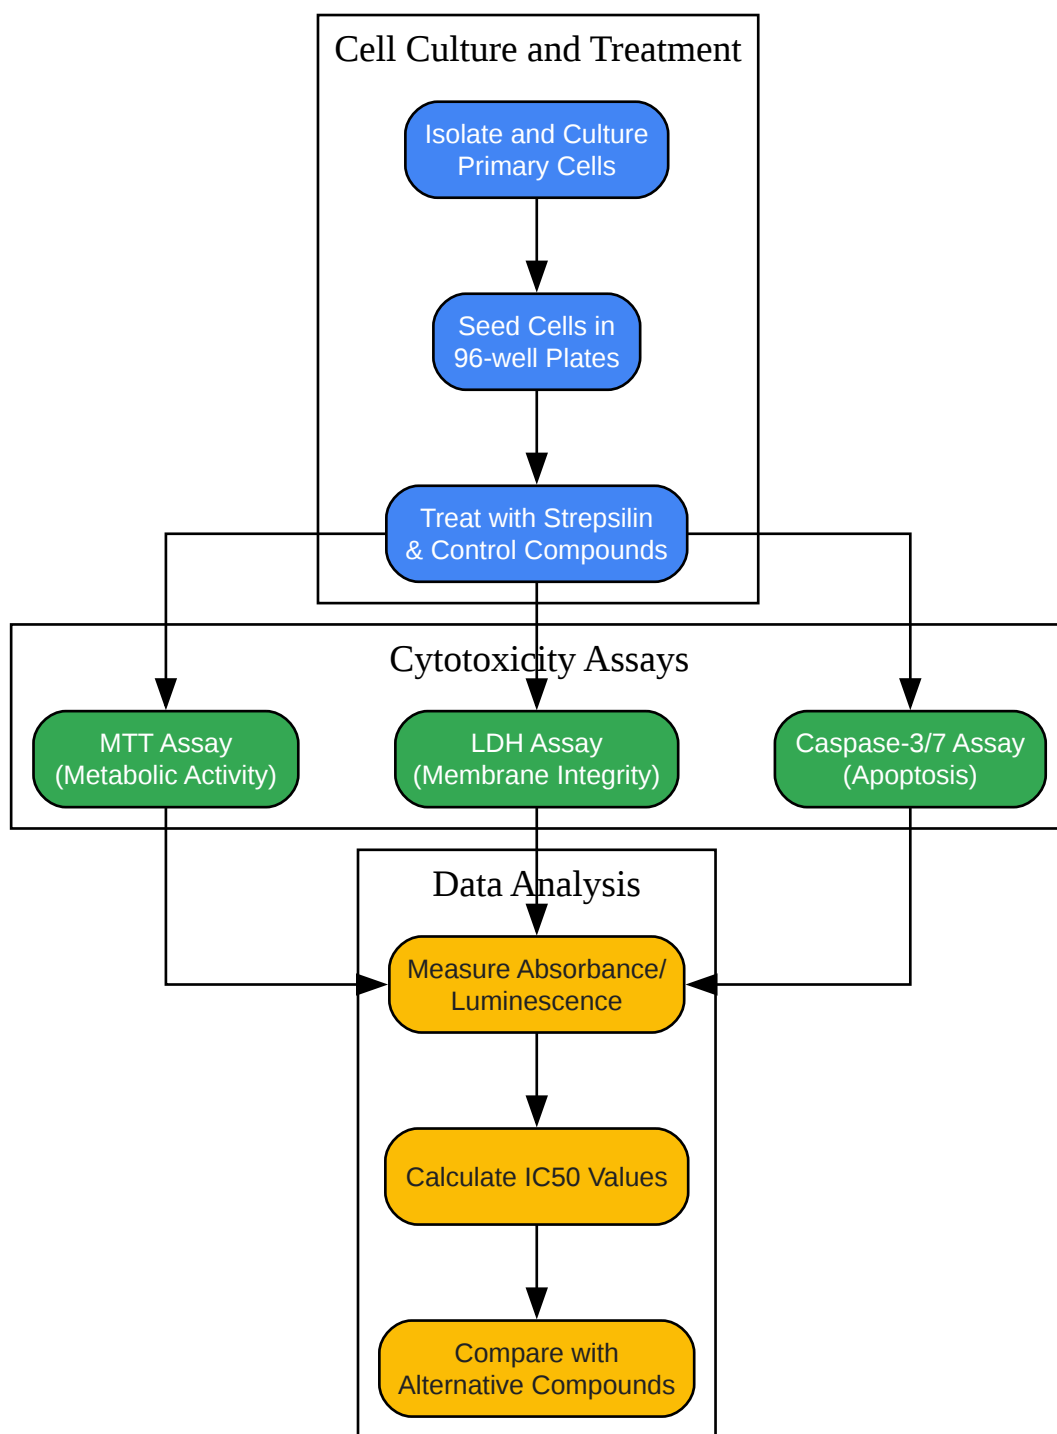 Cell Culture and Treatment
Isolate and Culture
Primary Cells
Seed Cells in
96-well Plates
Treat with Strepsilin
& Control Compounds
Cytotoxicity Assays
MTT Assay
(Metabolic Activity)
LDH Assay
(Membrane Integrity)
Caspase-3/7 Assay
(Apoptosis)
Data Analysis
Measure Absorbance/
Luminescence
Calculate IC50 Values
Compare with
Alternative Compounds